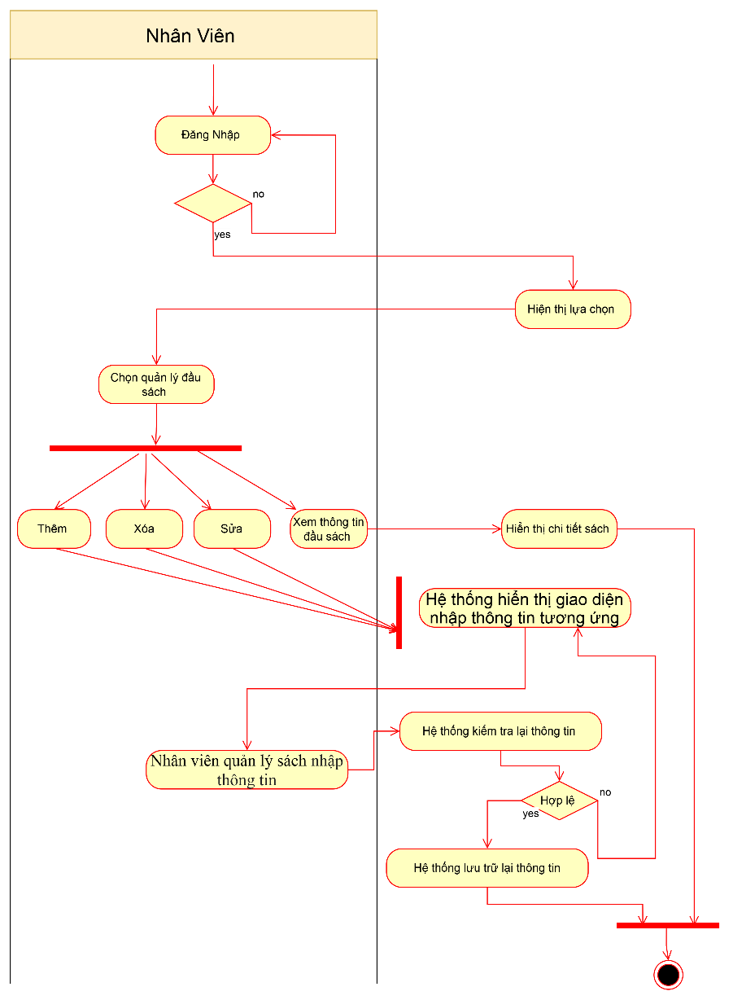 Nhân Viên
Đăng Nhập
no
yes
Hiện thị lựa chọn
Chọn quản lý đầu
sách
Thêm
Xóa
Sửa
Xem thông tin
đầu sách
Hiển thị chi tiết sách
Hệ thống hiển thị giao diện
nhập thông tin tương ứng
Hệ thống kiểm tra lại thông tin
Nhân viên quản lý sách nhập
thông tin
Hợp lệ
no
yes
Hệ thống lưu trữ lại thông tin